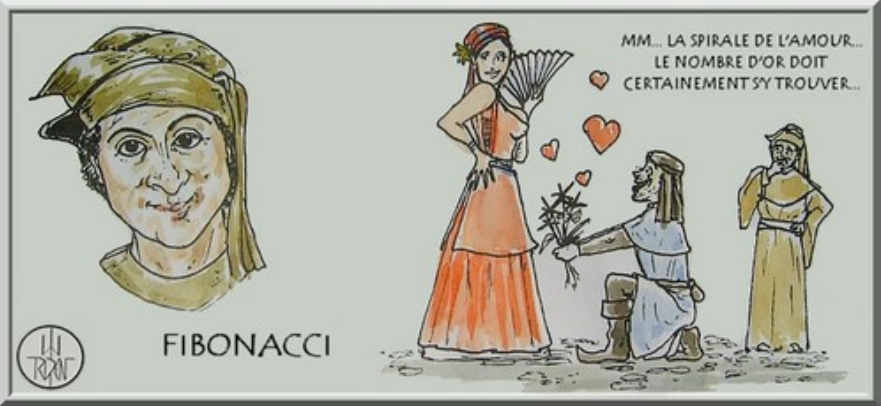 MM... LA SPIRALE DE L'AMOUR...
LE NOMBRE D'OR DOIT
CERTAINEMENT S'Y TROUVER...
FIBONACCI